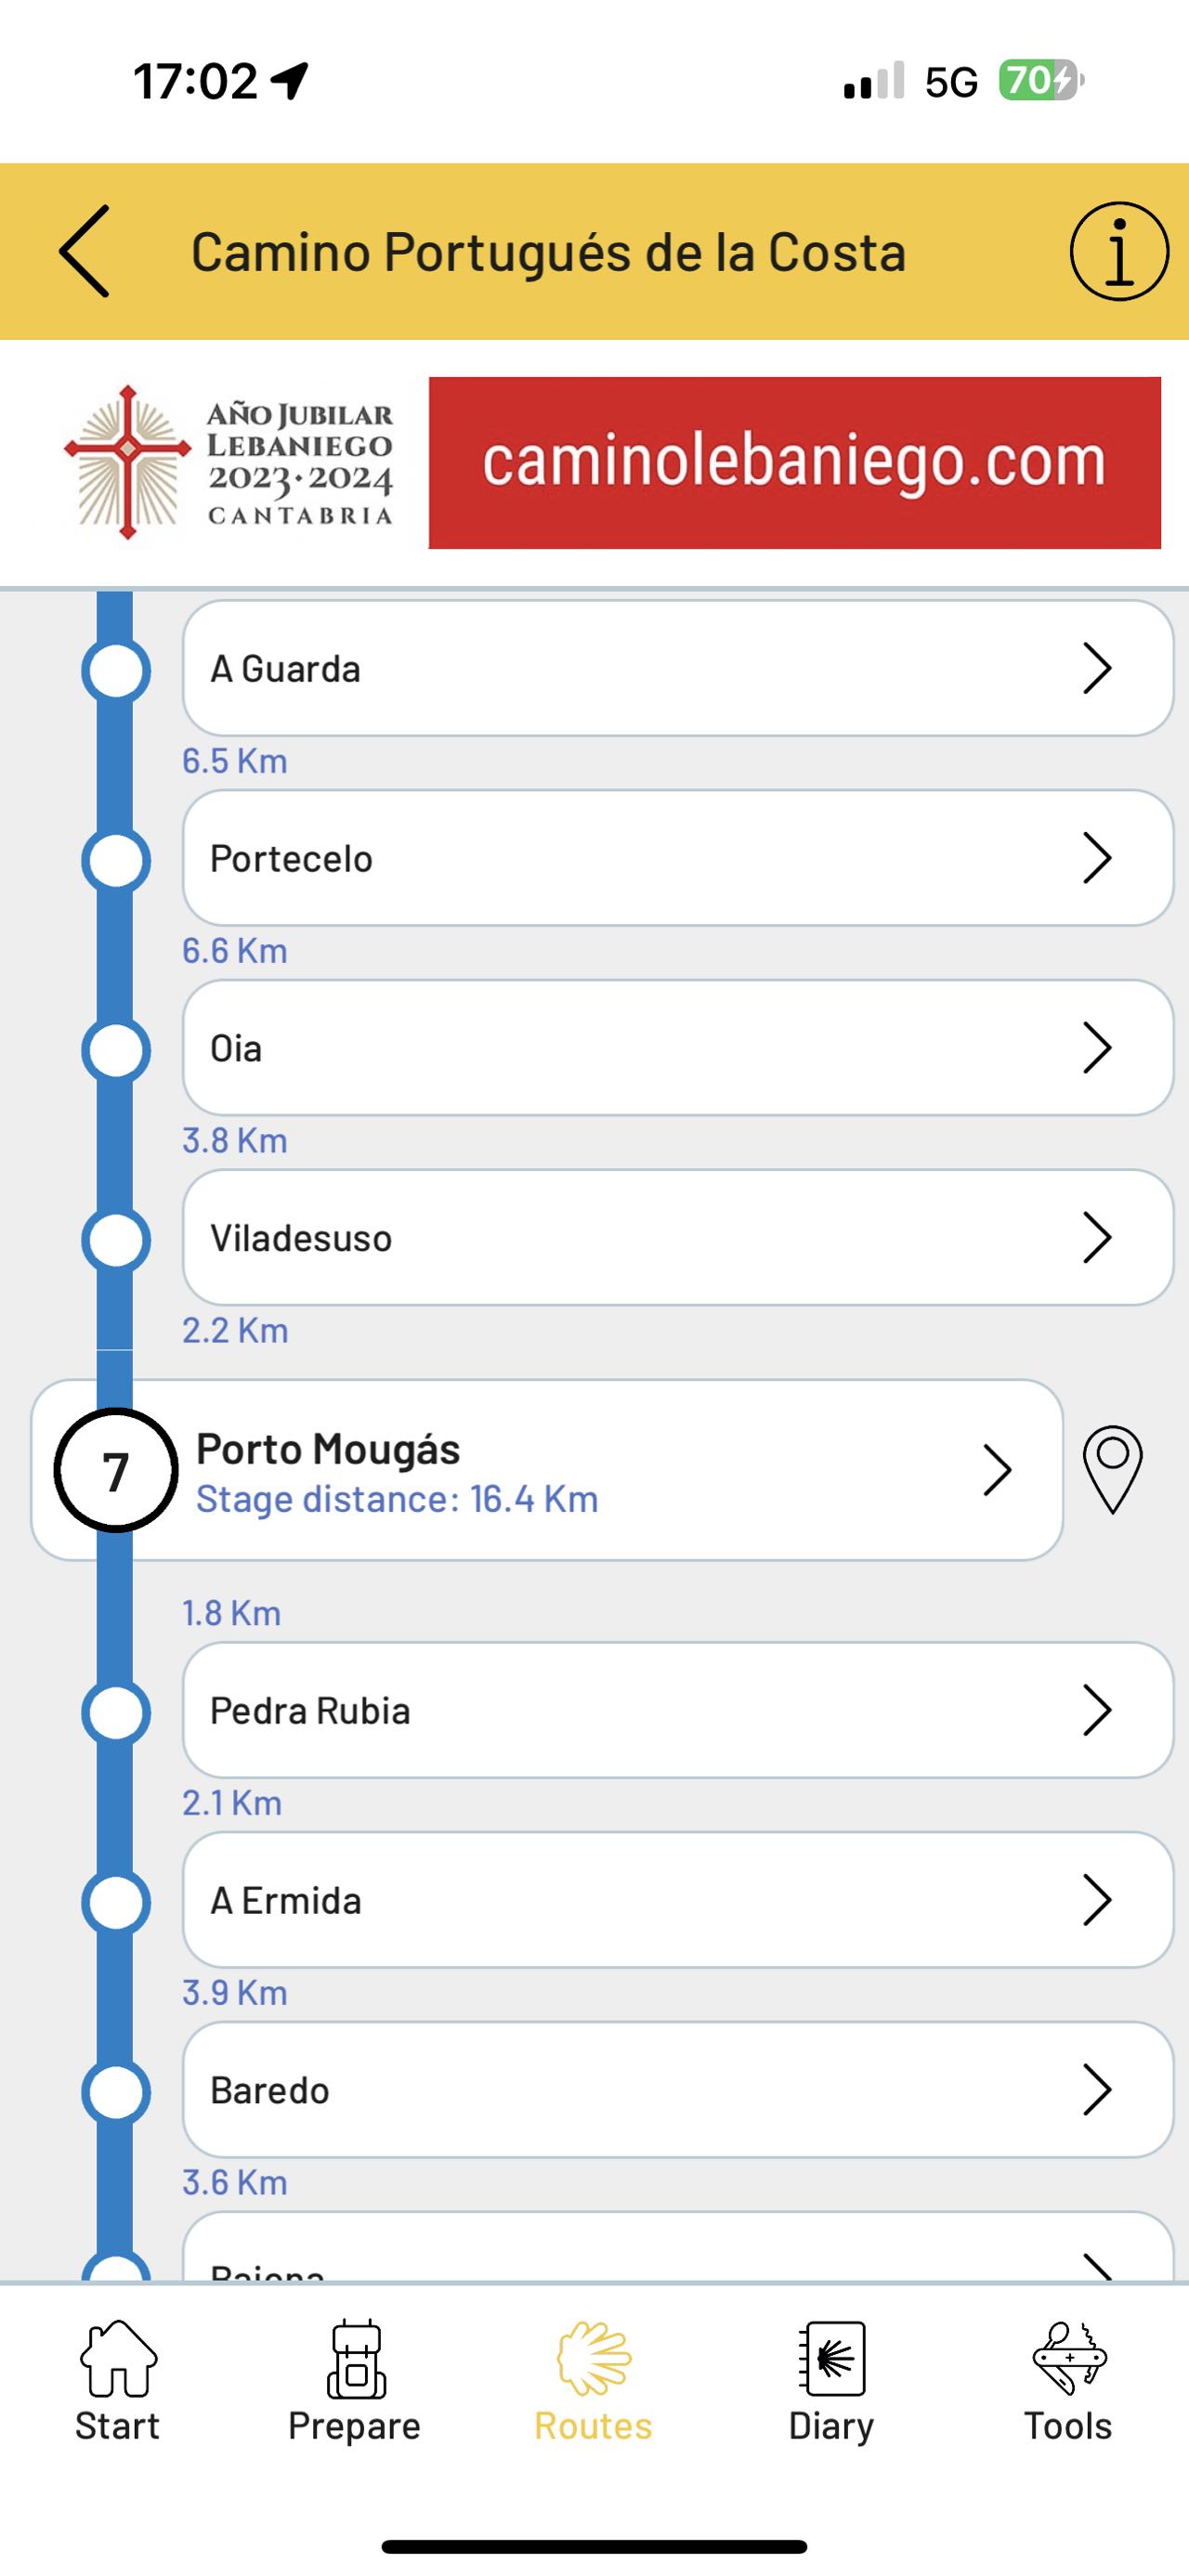 17:02
5G
70
Camino Portugués de la Costa
AÑO JUBILAR
LEBANIEGO
2023·2024
CANTABRIA
caminolebaniego.com
A Guarda
6.5 Km
Portecelo
6.6 Km
Oia
3.8 Km
Viladesuso
2.2 Km
7
Porto Mougás
Stage distance: 16.4 Km
1.8 Km
Pedra Rubia
2.1 Km
A Ermida
3.9 Km
Baredo
3.6 Km
Baiona
Start
Prepare
Routes
Diary
Tools